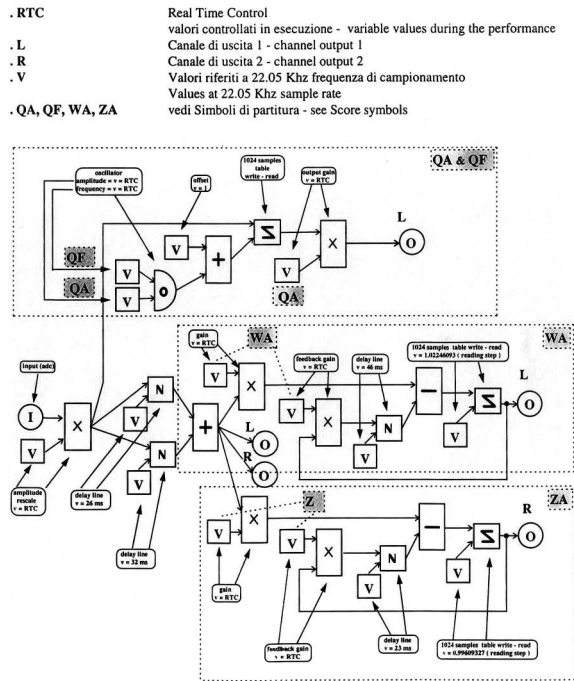 . RTC Real Time Control
valori controllati in esecuzione - variable values during the performance
. L Canale di uscita 1 - channel output 1
. R Canale di uscita 2 - channel output 2
. V Valori riferiti a 22.05 Khz frequenza di campionamento
Values at 22.05 Khz sample rate
. QA, QF, WA, ZA vedi Simboli di partitura - see Score symbols
QA & QF
oscillator
amplitude = v = RTC
frequency = v = RTC
offset
v = 1
1024 samples
table
write - read
output gain
v = RTC
L
Σ
X
O
V
+
QF
V
O
QA
V
V
QA
gain
v = RTC
WA
WA
1024 samples table write - read
v = 1.02246093 ( reading step )
feedback gain
v = RTC
delay line
v = 46 ms
L
input (adc)
V
X
−
Σ
O
N
V
X
N
V
V
I
X
V
+
L
O
R
O
N
V
V
amplitude
rescale
v = RTC
delay line
v = 26 ms
delay line
v = 32 ms
Z
ZA
R
X
V
V
X
N
−
Σ
O
V
V
gain
v = RTC
feedback gain
v = RTC
delay line
v = 23 ms
1024 samples table write - read
v = 0.99609327 ( reading step )